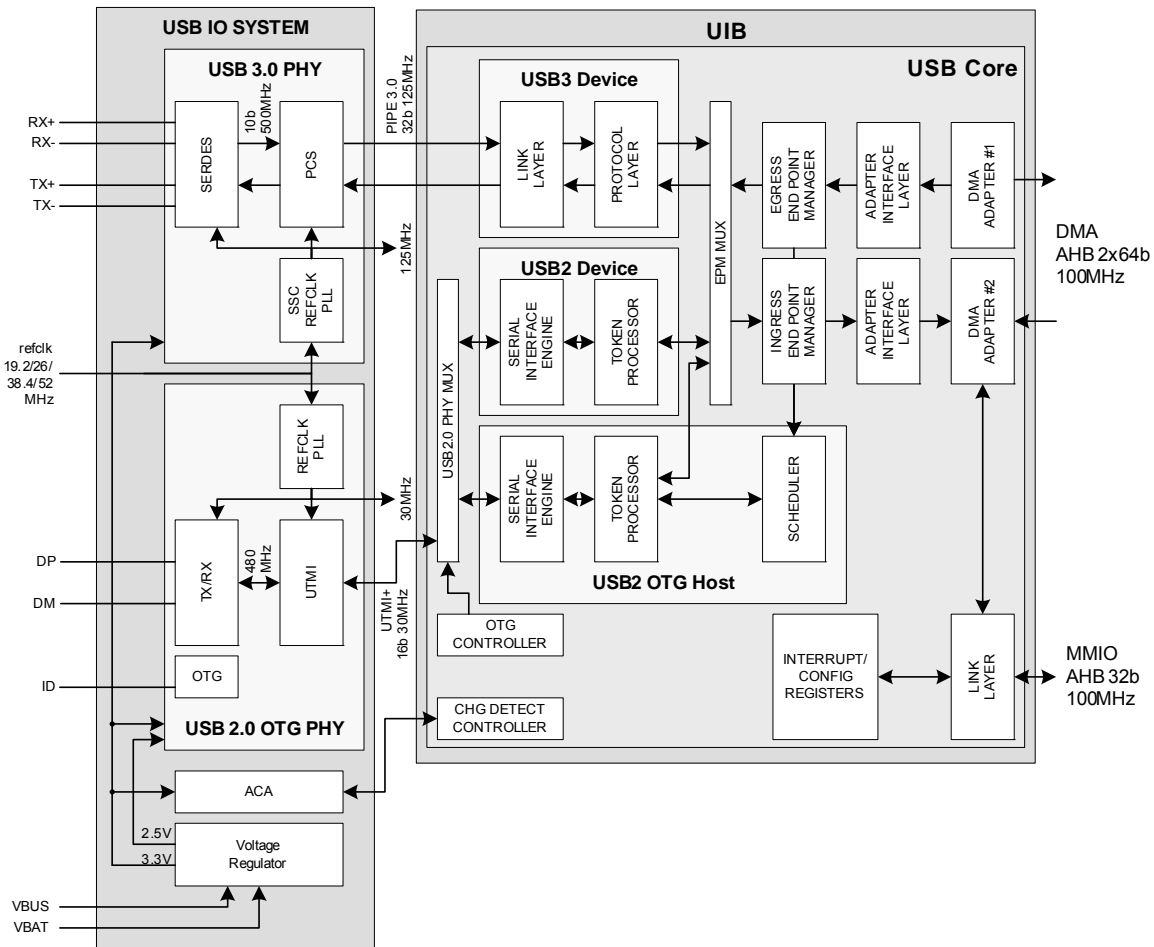 USB IO SYSTEM
USB 3.0 PHY
RX+
RX-
TX+
TX-
SERDES
10b
500MHz
PCS
PIPE 3.0
32b 125MHz
125MHz
SSC
REFCLK
PLL
refclk
19.2/26/
38.4/52
MHz
REFCLK
PLL
30MHz
DP
DM
TX/RX
480
MHz
UTMI
UTMI+
16b 30MHz
ID
OTG
USB 2.0 OTG PHY
ACA
2.5V
3.3V
Voltage
Regulator
VBUS
VBAT
UIB
USB Core
USB3 Device
LINK
LAYER
PROTOCOL
LAYER
USB2 Device
USB2.0 PHY MUX
SERIAL
INTERFACE
ENGINE
TOKEN
PROCESSOR
EPM MUX
EGRESS
END POINT
MANAGER
ADAPTER
INTERFACE
LAYER
DMA
ADAPTER #1
INGRESS
END POINT
MANAGER
ADAPTER
INTERFACE
LAYER
DMA
ADAPTER #2
DMA
AHB 2x64b
100MHz
SERIAL
INTERFACE
ENGINE
TOKEN
PROCESSOR
SCHEDULER
USB2 OTG Host
OTG
CONTROLLER
CHG DETECT
CONTROLLER
INTERRUPT/
CONFIG
REGISTERS
LINK
LAYER
MMIO
AHB 32b
100MHz